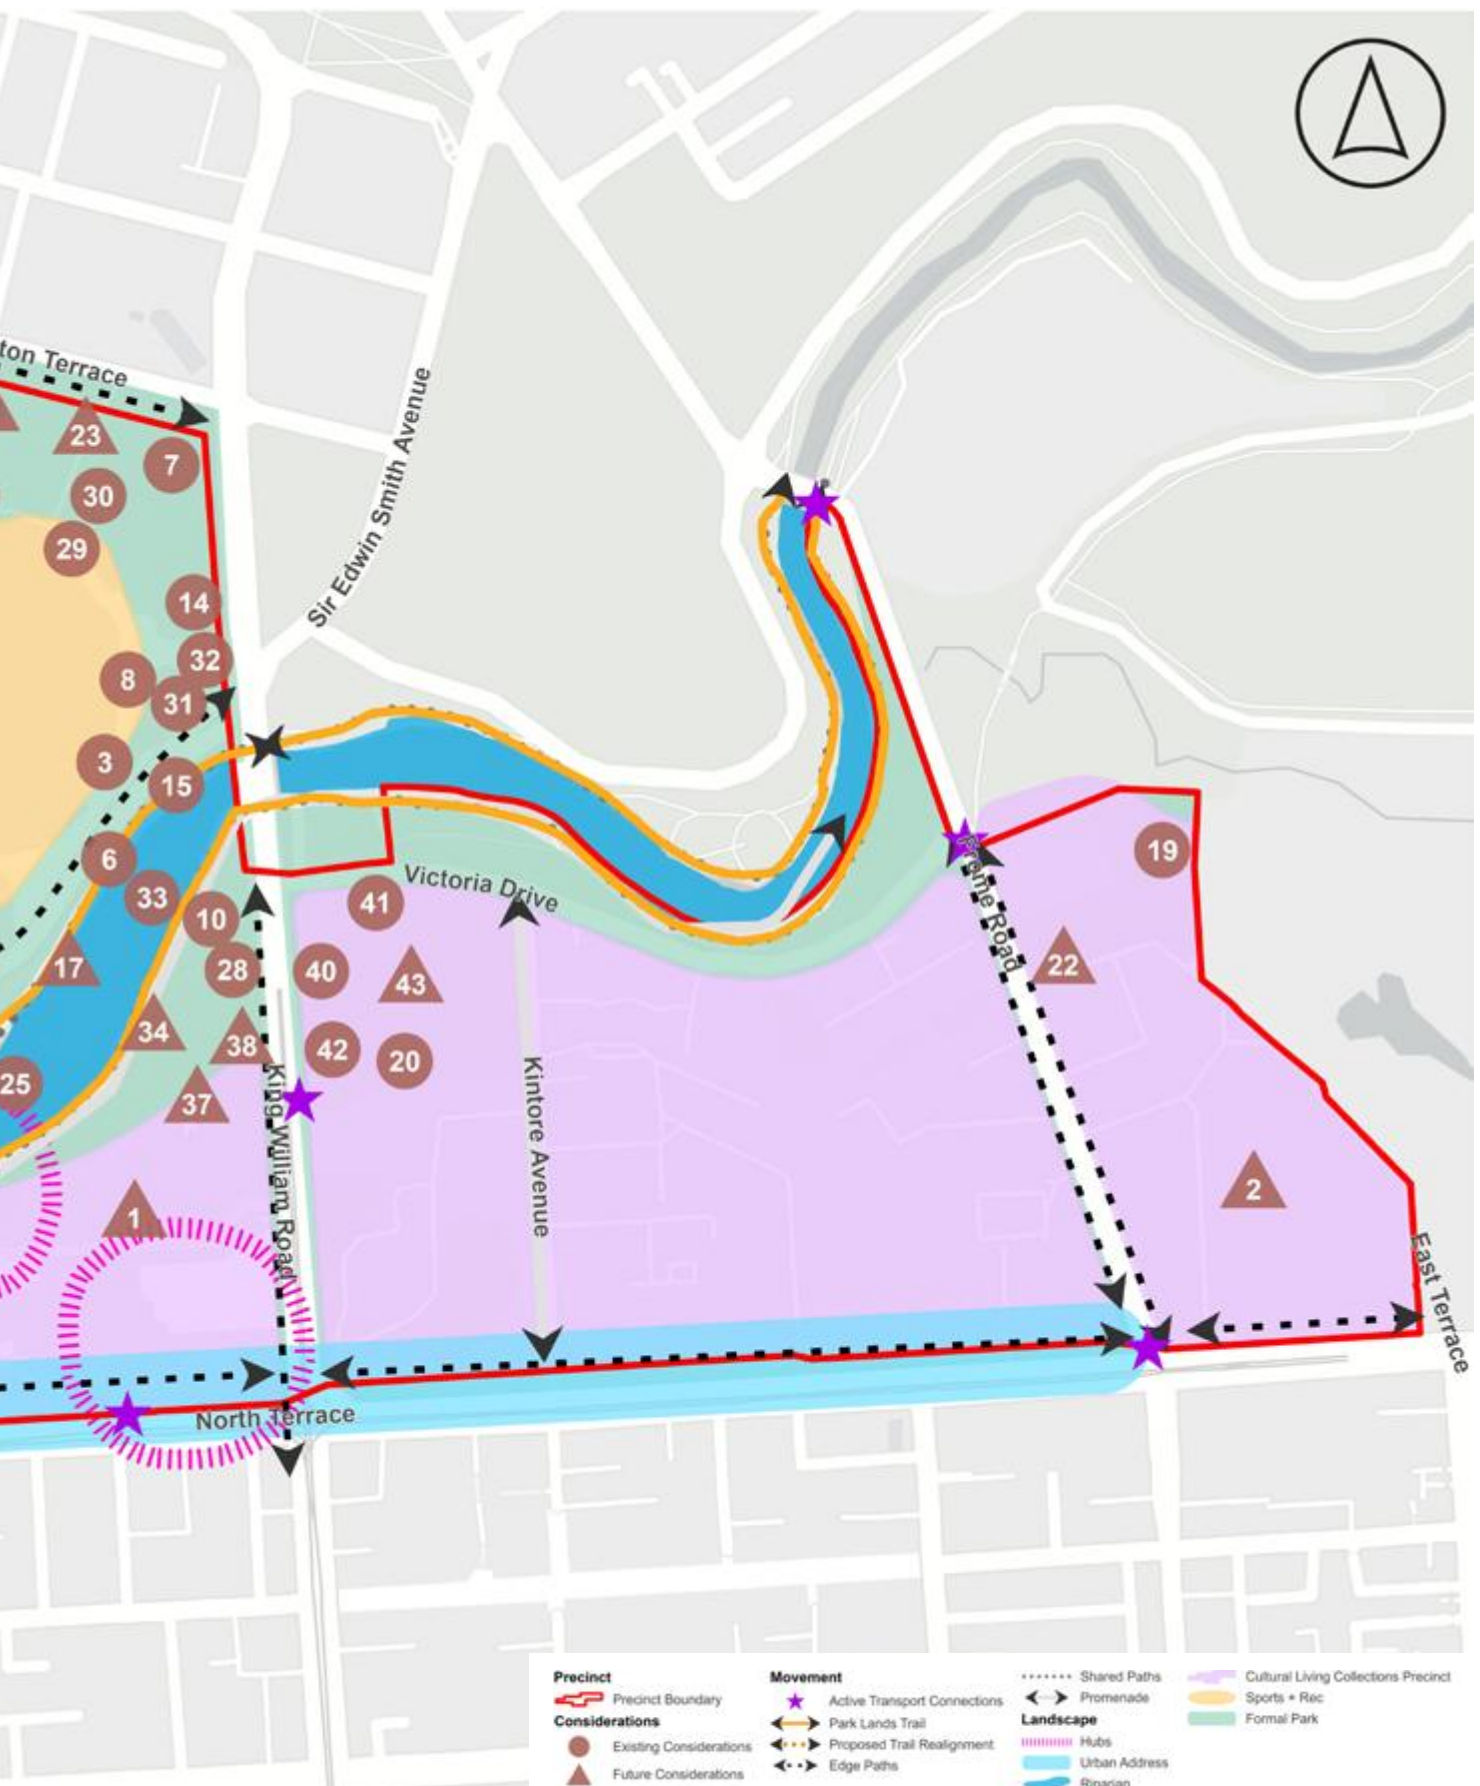 ton Terrace
23
7
30
29
Sir Edwin Smith Avenue
14
32
8
31
3
15
6
Frome Road
19
33
10
41
Victoria Drive
17
28
40
43
22
34
38
42
20
25
37
King William Road
Kintore Avenue
1
2
East Terrace
North Terrace
Precinct
Precinct Boundary
Considerations
Existing Considerations
Future Considerations
Movement
Active Transport Connections
Park Lands Trail
Proposed Trail Realignment
Edge Paths
Shared Paths
Promenade
Landscape
Hubs
Urban Address
Riparian
Cultural Living Collections Precinct
Sports + Rec
Formal Park